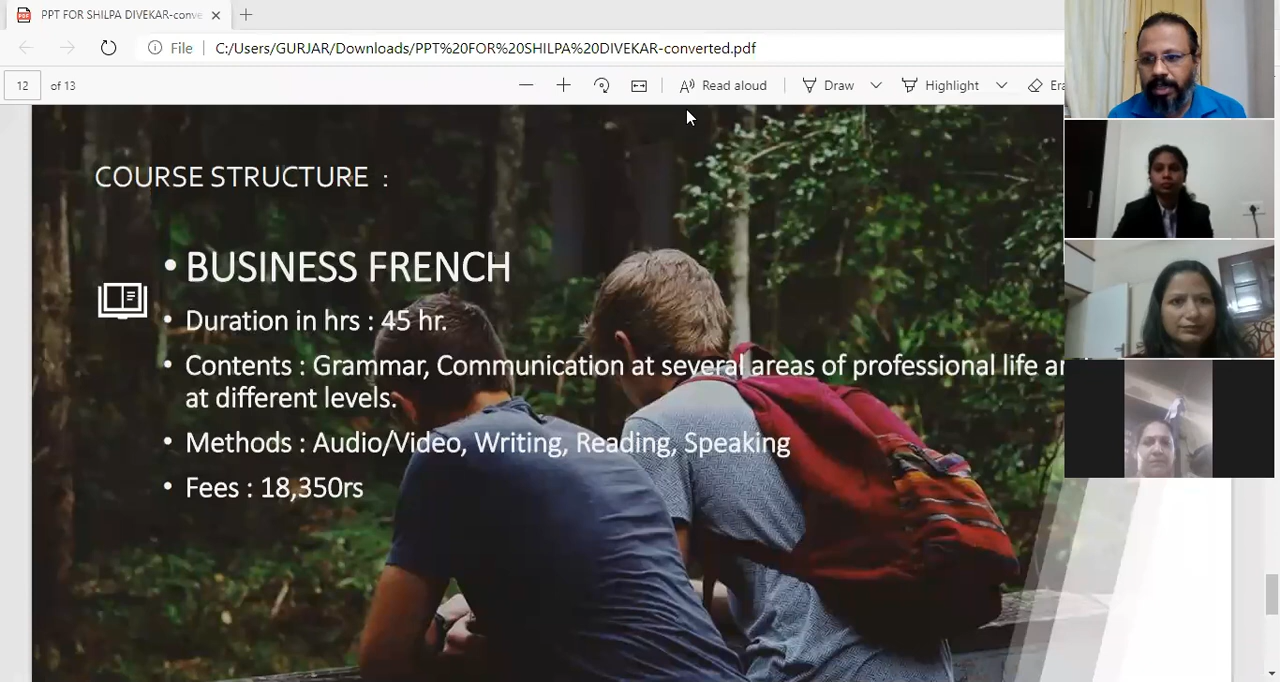 PPT FOR SHILPA DIVEKAR-conve
File
C:/Users/GURJAR/Downloads/PPT%20FOR%20SHILPA%20DIVEKAR-converted.pdf
12 of 13
Read aloud
Draw
Highlight
Era
COURSE STRUCTURE :
• BUSINESS FRENCH
• Duration in hrs : 45 hr.
• Contents : Grammar, Communication at several areas of professional life an
at different levels.
• Methods : Audio/Video, Writing, Reading, Speaking
• Fees : 18,350rs